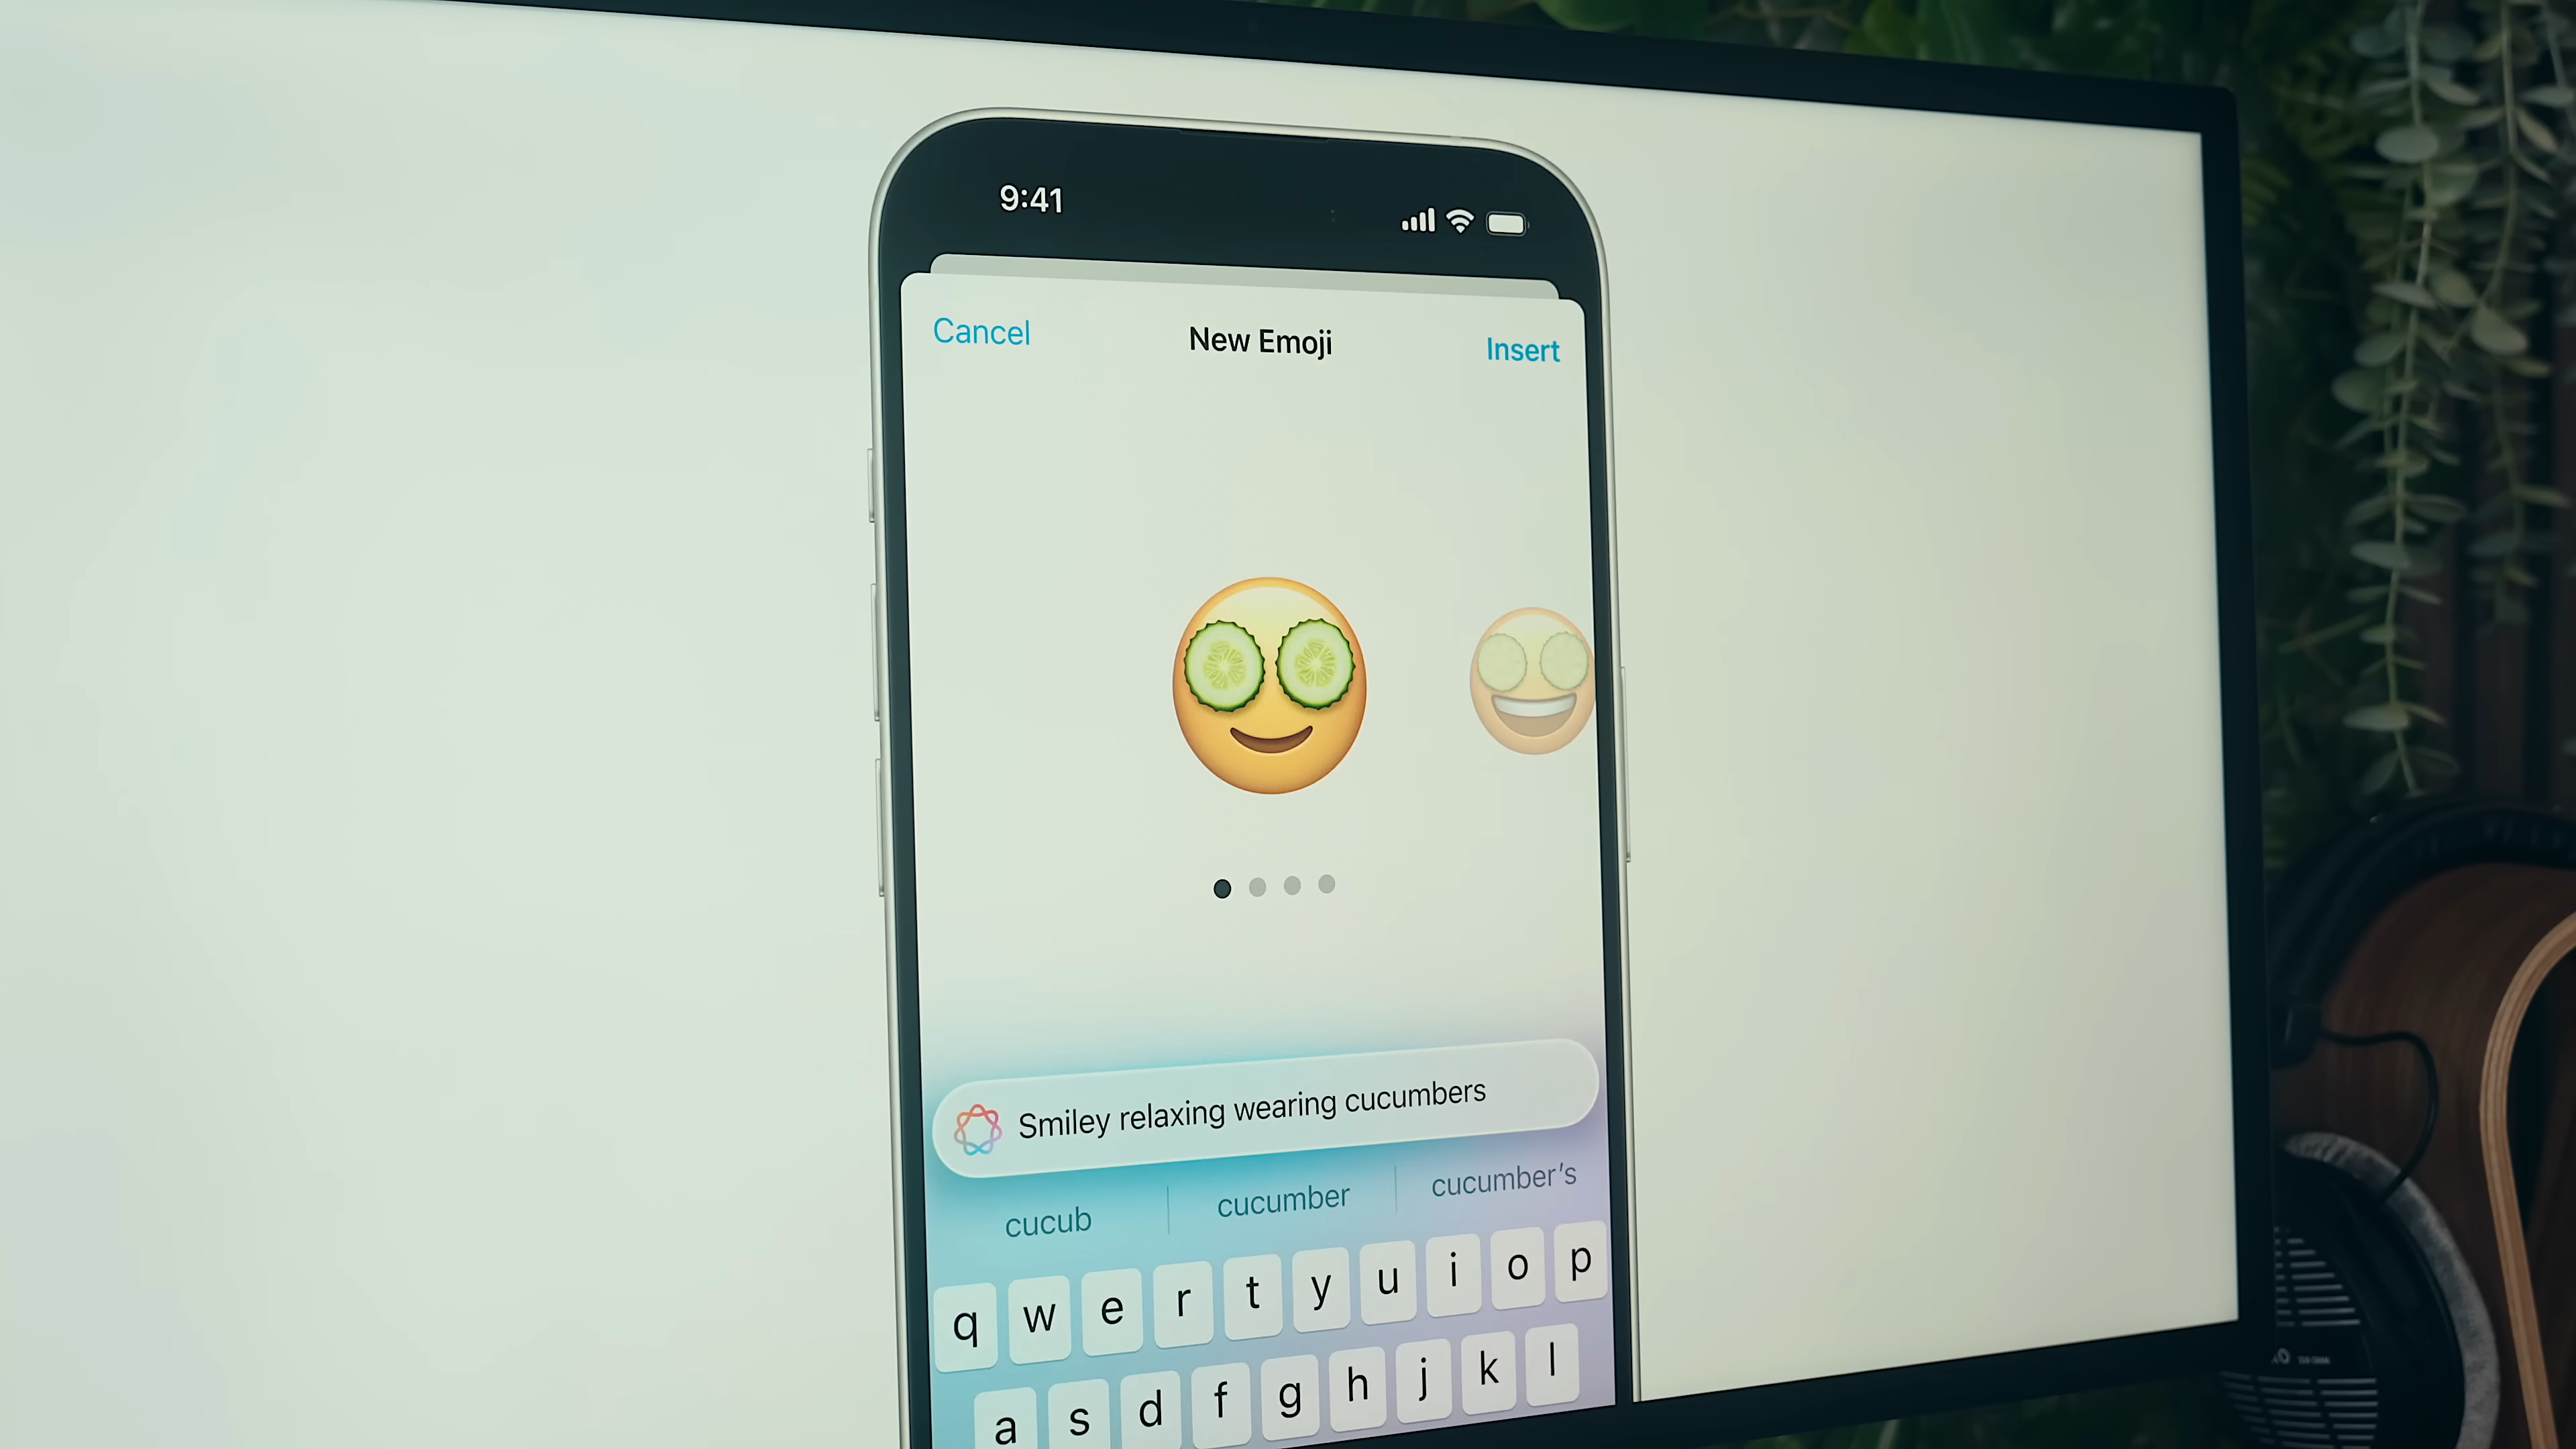 9:41
Cancel
New Emoji
Insert
Smiley relaxing wearing cucumbers
cucub
cucumber
cucumber's
q w e r t y u i o p
a s d f g h j k l